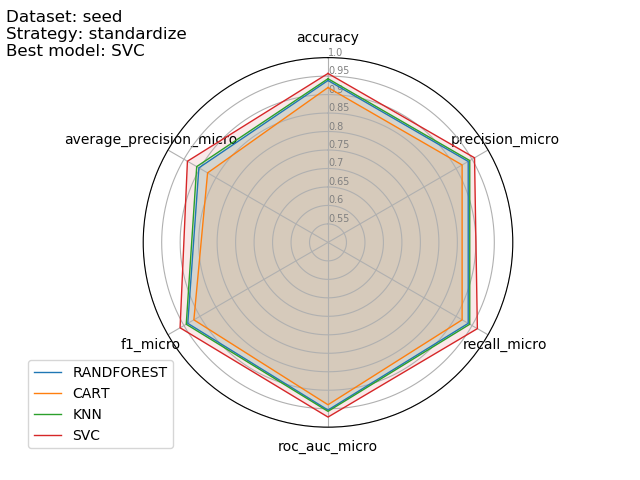 Dataset: seed
Strategy: standardize
Best model: SVC
accuracy
1.0
0.95
0.9
0.85
0.8
0.75
0.7
0.65
0.6
0.55
average_precision_micro
precision_micro
f1_micro
recall_micro
roc_auc_micro
RANDFOREST
CART
KNN
SVC